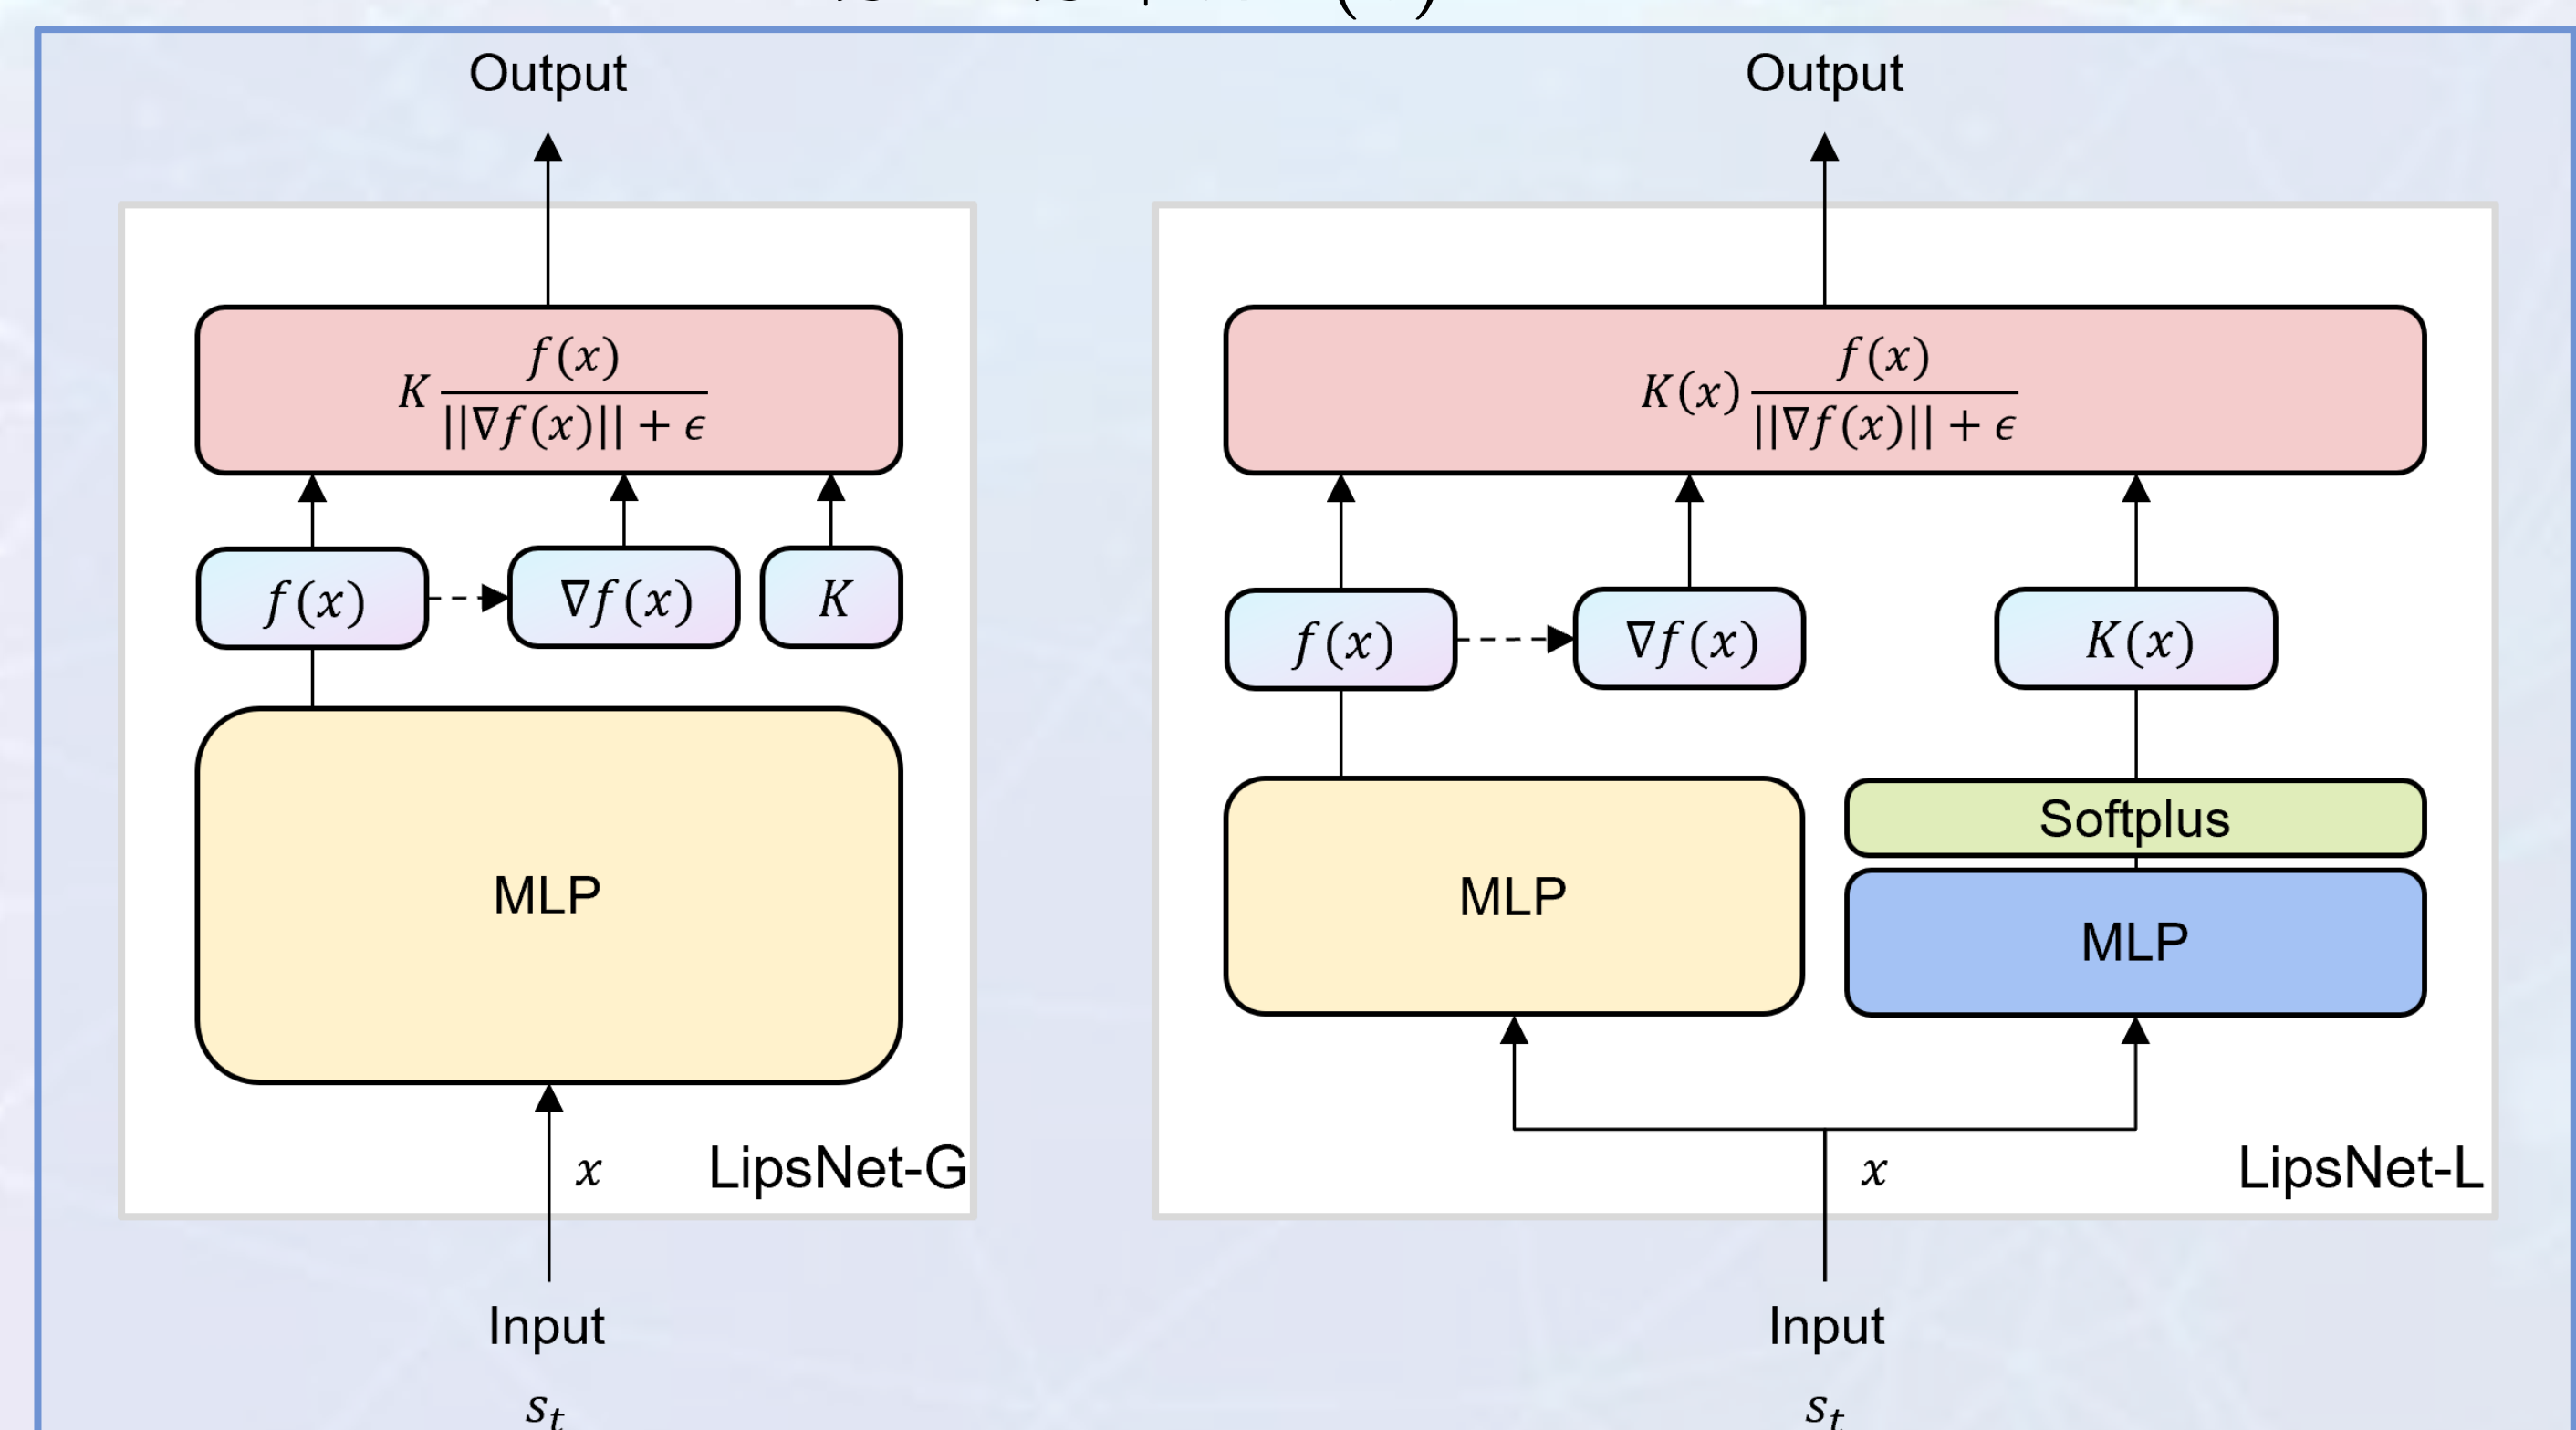 Output
K f(x) / ||∇f(x)|| + ϵ
f(x)
∇f(x)
K
MLP
x
LipsNet-G
Input
s_t
Output
K(x) f(x) / ||∇f(x)|| + ϵ
f(x)
∇f(x)
K(x)
MLP
Softplus
MLP
x
LipsNet-L
Input
s_t